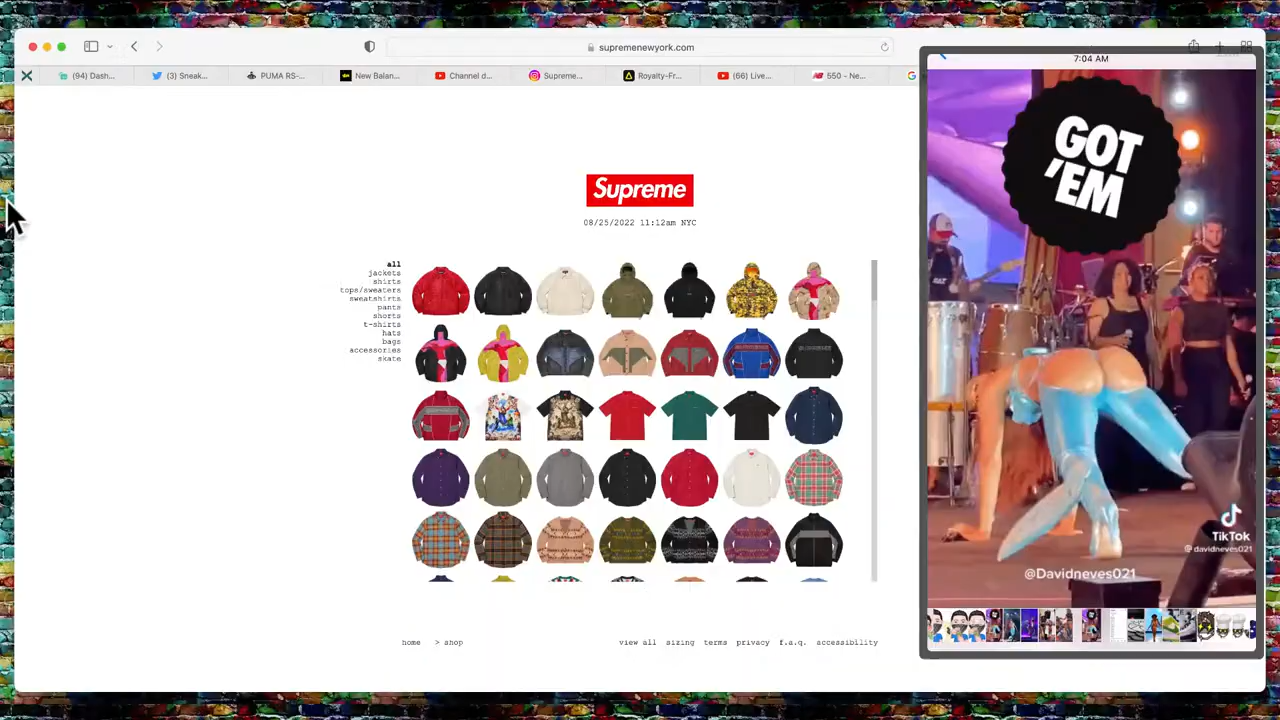 supremenewyork.com
(94) Dash...
(3) Sneak...
PUMA RS-...
New Balan...
Channel d...
Supreme...
Royalty-Fr...
(66) Live...
550 - Ne...
7:04 AM
GOT
'EM
Supreme
08/25/2022 11:12am NYC
all
jackets
shirts
tops/sweaters
sweatshirts
pants
shorts
t-shirts
hats
bags
accessories
skate
TikTok
@davidneves021
@Davidneves021
home > shop
view all sizing terms privacy f.a.q. accessibility